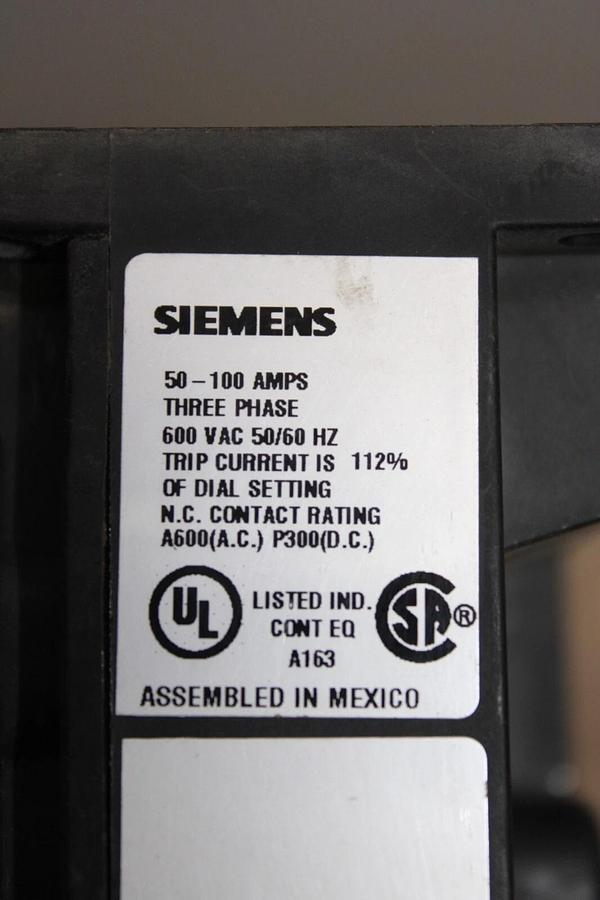 SIEMENS
50-100 AMPS
THREE PHASE
600 VAC 50/60 HZ
TRIP CURRENT IS 112%
OF DIAL SETTING
N.C. CONTACT RATING
A600(A.C.) P300(D.C.)
UL LISTED IND. SA®
CONT EQ
A163
ASSEMBLED IN MEXICO